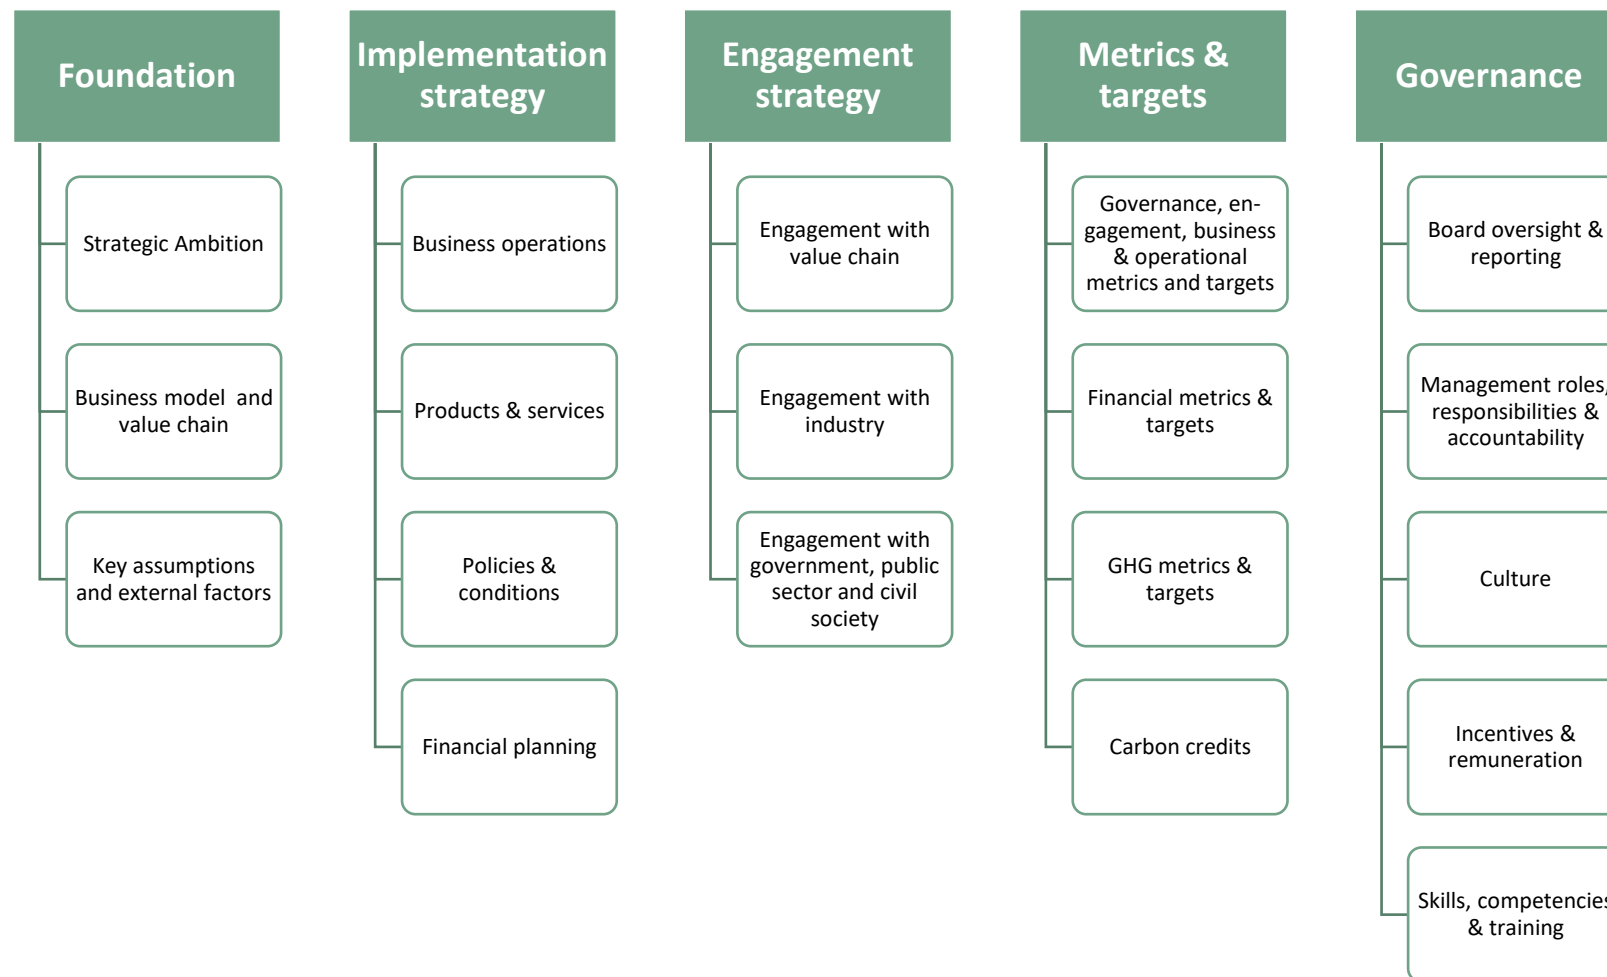 Foundation
Strategic Ambition
Business model and
value chain
Key assumptions
and external factors
Implementation
strategy
Business operations
Products & services
Policies &
conditions
Financial planning
Engagement
strategy
Engagement with
value chain
Engagement with
industry
Engagement with
government, public
sector and civil
society
Metrics &
targets
Governance, en-
gagement, business
& operational
metrics and targets
Financial metrics &
targets
GHG metrics &
targets
Carbon credits
Governance
Board oversight &
reporting
Management roles,
responsibilities &
accountability
Culture
Incentives &
remuneration
Skills, competencies
& training